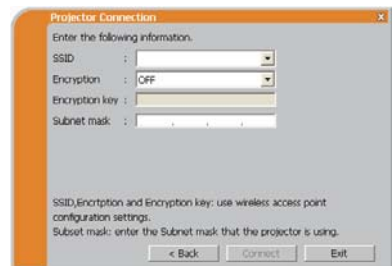 Projector Connection x
Enter the following information.
SSID :
Encryption : OFF
Encryption key :
Subnet mask : . . .
SSID,Encrtption and Encryption key: use wireless access point
configuration settings.
Subset mask: enter the Subnet mask that the projector is using.
< Back Connect Exit